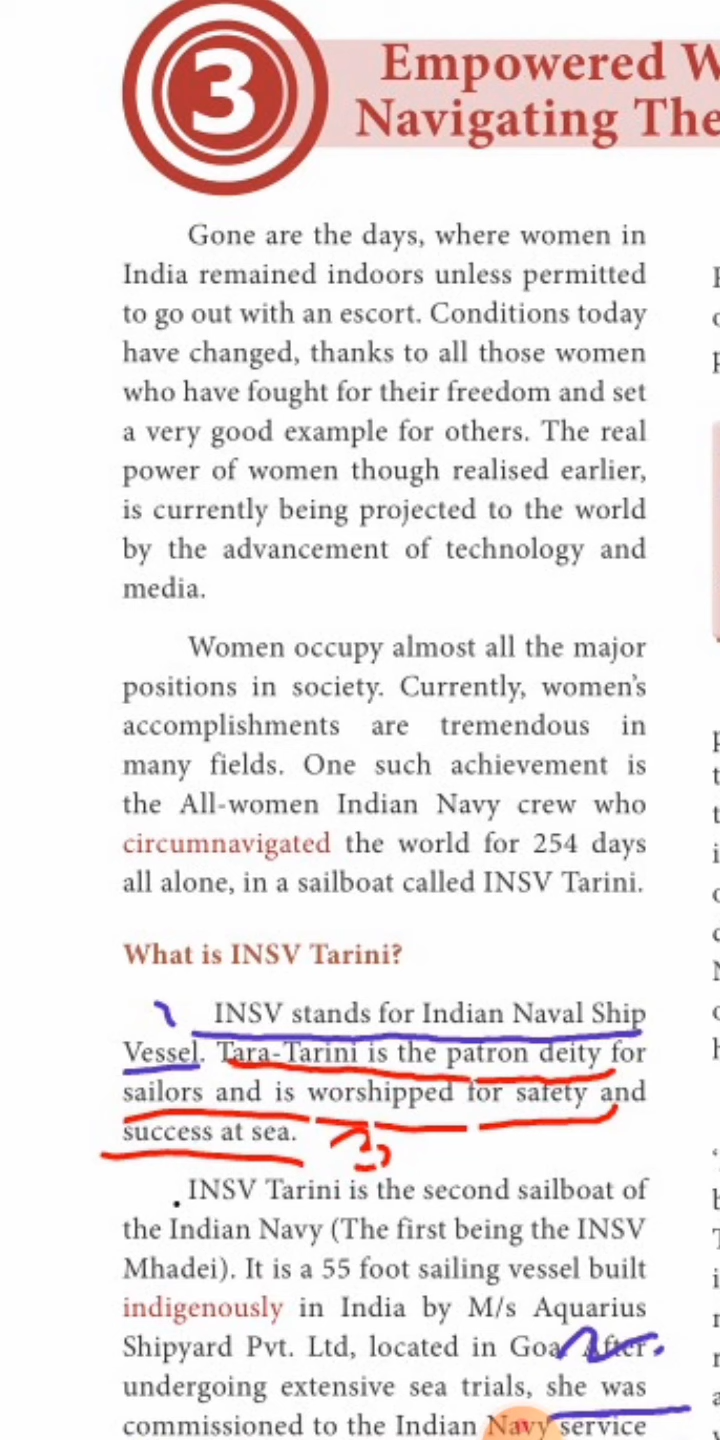 3
Empowered W
Navigating The
Gone are the days, where women in
India remained indoors unless permitted
to go out with an escort. Conditions today
have changed, thanks to all those women
who have fought for their freedom and set
a very good example for others. The real
power of women though realised earlier,
is currently being projected to the world
by the advancement of technology and
media.
Women occupy almost all the major
positions in society. Currently, women's
accomplishments are tremendous in
many fields. One such achievement is
the All-women Indian Navy crew who
circumnavigated the world for 254 days
all alone, in a sailboat called INSV Tarini.
What is INSV Tarini?
INSV stands for Indian Naval Ship
Vessel. Tara-Tarini is the patron deity for
sailors and is worshipped for safety and
success at sea.
INSV Tarini is the second sailboat of
the Indian Navy (The first being the INSV
Mhadei). It is a 55 foot sailing vessel built
indigenously in India by M/s Aquarius
Shipyard Pvt. Ltd, located in Goa. After
undergoing extensive sea trials, she was
commissioned to the Indian Navy service